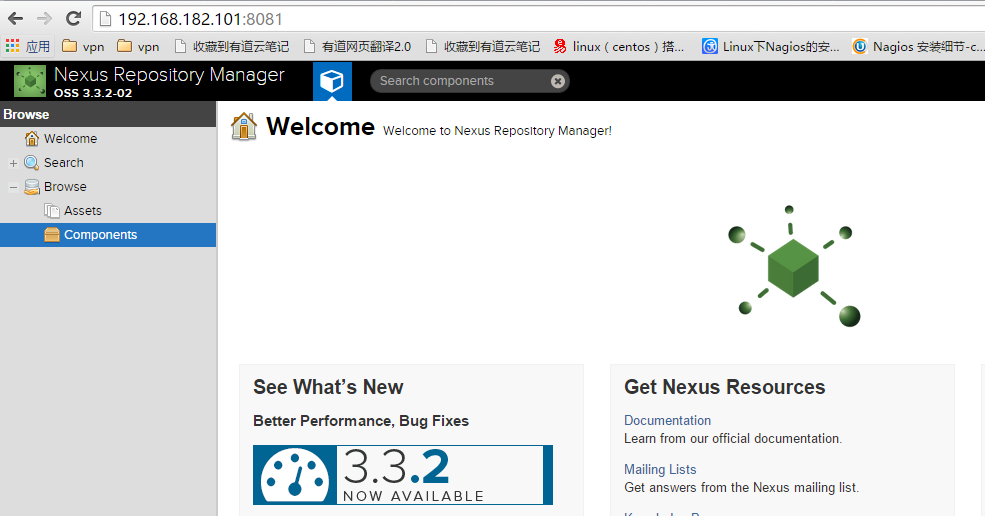 192.168.182.101:8081
应用 vpn vpn 收藏到有道云笔记 有道网页翻译2.0 收藏到有道云笔记 linux（centos）搭... Linux下Nagios的安... Nagios 安装细节-c...
Nexus Repository Manager
OSS 3.3.2-02
Search components
Browse
Welcome
Search
Browse
Assets
Components
Welcome Welcome to Nexus Repository Manager!
See What’s New
Better Performance, Bug Fixes
3.3.2
NOW AVAILABLE
Get Nexus Resources
Documentation
Learn from our official documentation.
Mailing Lists
Get answers from the Nexus mailing list.